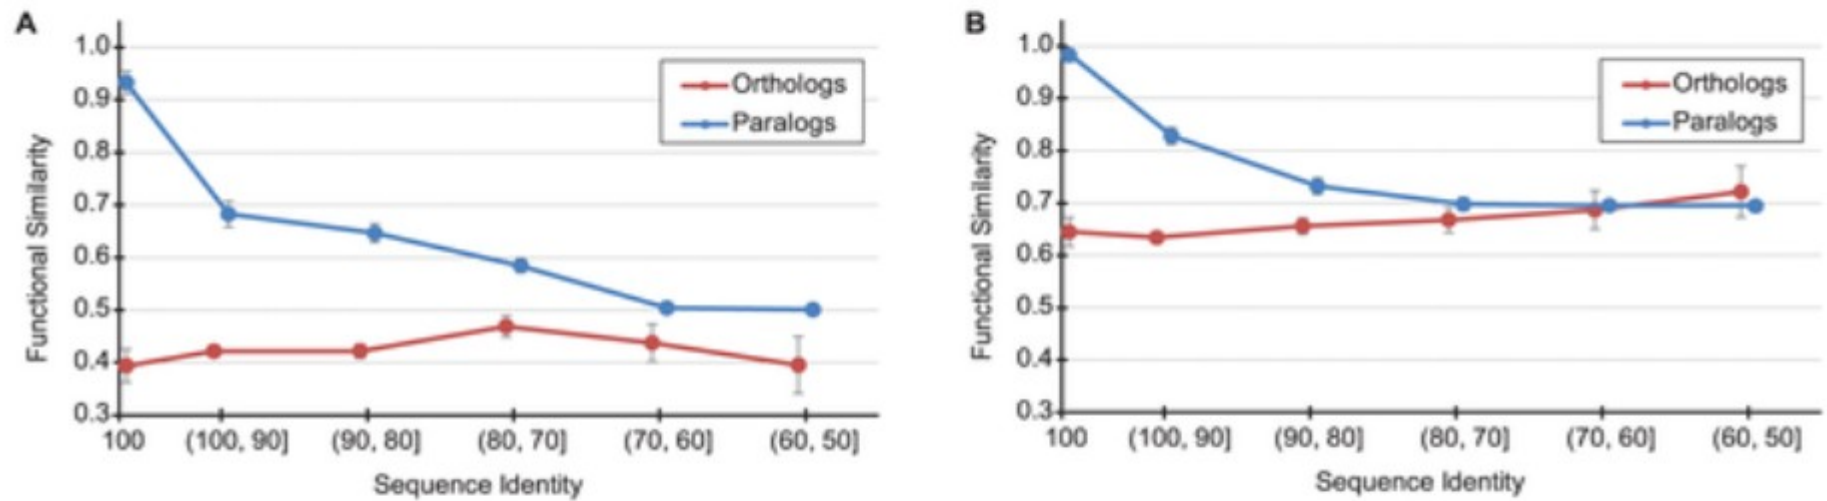 A
1.0
0.9
0.8
0.7
0.6
0.5
0.4
0.3
Functional Similarity
Orthologs
Paralogs
100 (100, 90] (90, 80] (80, 70] (70, 60] (60, 50]
Sequence Identity
B
1.0
0.9
0.8
0.7
0.6
0.5
0.4
0.3
Functional Similarity
Orthologs
Paralogs
100 (100, 90] (90, 80] (80, 70] (70, 60] (60, 50]
Sequence Identity